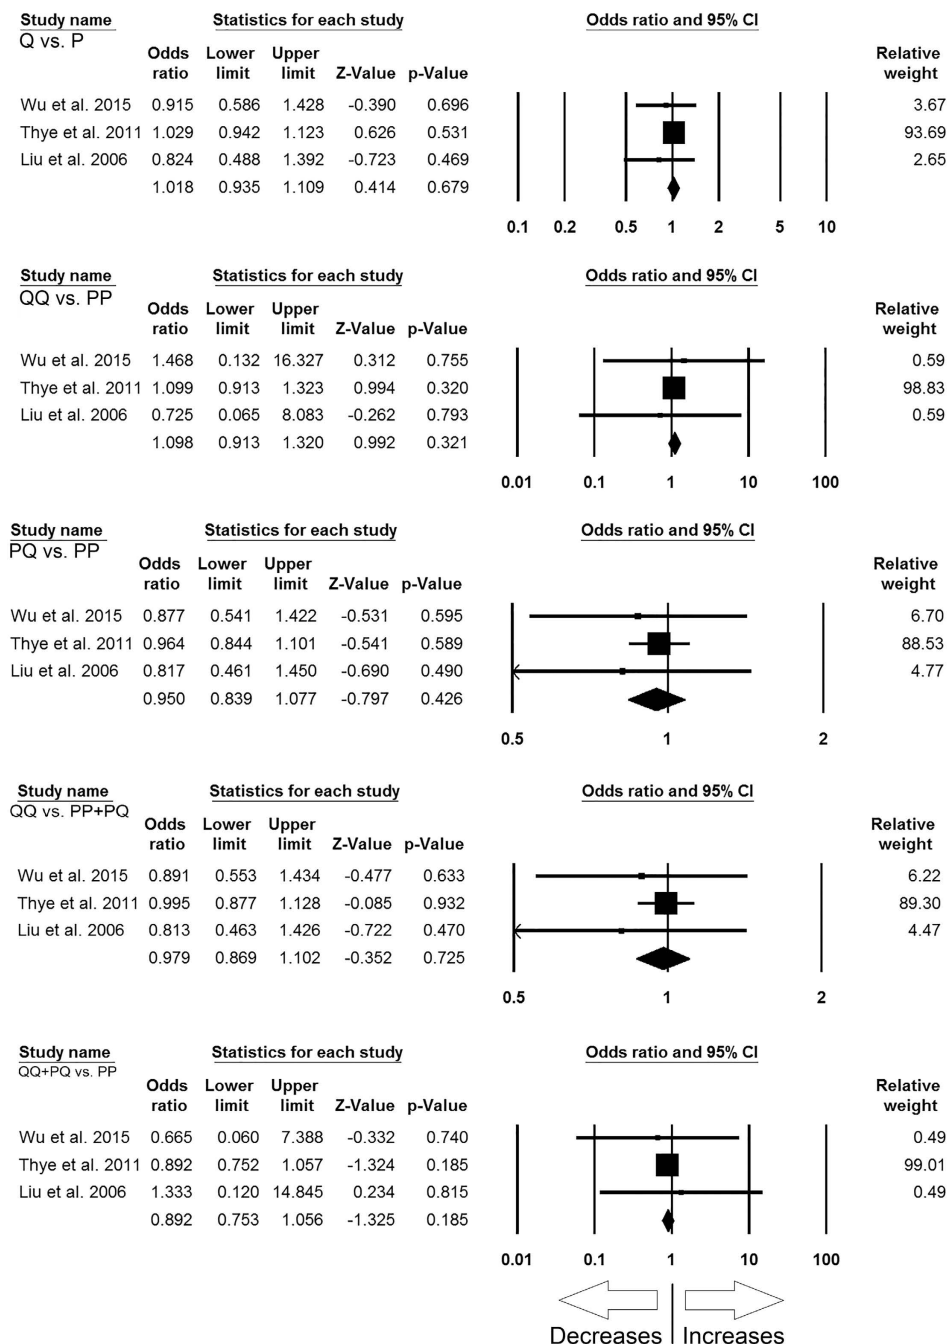 Study name Statistics for each study Odds ratio and 95% CI
Q vs. P
Odds Lower Upper Relative
ratio limit limit Z-Value p-Value weight
Wu et al. 2015 0.915 0.586 1.428 -0.390 0.696 3.67
Thye et al. 2011 1.029 0.942 1.123 0.626 0.531 93.69
Liu et al. 2006 0.824 0.488 1.392 -0.723 0.469 2.65
1.018 0.935 1.109 0.414 0.679
0.1 0.2 0.5 1 2 5 10
Study name Statistics for each study Odds ratio and 95% CI
QQ vs. PP
Odds Lower Upper Relative
ratio limit limit Z-Value p-Value weight
Wu et al. 2015 1.468 0.132 16.327 0.312 0.755 0.59
Thye et al. 2011 1.099 0.913 1.323 0.994 0.320 98.83
Liu et al. 2006 0.725 0.065 8.083 -0.262 0.793 0.59
1.098 0.913 1.320 0.992 0.321
0.01 0.1 1 10 100
Study name Statistics for each study Odds ratio and 95% CI
PQ vs. PP
Odds Lower Upper Relative
ratio limit limit Z-Value p-Value weight
Wu et al. 2015 0.877 0.541 1.422 -0.531 0.595 6.70
Thye et al. 2011 0.964 0.844 1.101 -0.541 0.589 88.53
Liu et al. 2006 0.817 0.461 1.450 -0.690 0.490 4.77
0.950 0.839 1.077 -0.797 0.426
0.5 1 2
Study name Statistics for each study Odds ratio and 95% CI
QQ vs. PP+PQ
Odds Lower Upper Relative
ratio limit limit Z-Value p-Value weight
Wu et al. 2015 0.891 0.553 1.434 -0.477 0.633 6.22
Thye et al. 2011 0.995 0.877 1.128 -0.085 0.932 89.30
Liu et al. 2006 0.813 0.463 1.426 -0.722 0.470 4.47
0.979 0.869 1.102 -0.352 0.725
0.5 1 2
Study name Statistics for each study Odds ratio and 95% CI
QQ+PQ vs. PP
Odds Lower Upper Relative
ratio limit limit Z-Value p-Value weight
Wu et al. 2015 0.665 0.060 7.388 -0.332 0.740 0.49
Thye et al. 2011 0.892 0.752 1.057 -1.324 0.185 99.01
Liu et al. 2006 1.333 0.120 14.845 0.234 0.815 0.49
0.892 0.753 1.056 -1.325 0.185
0.01 0.1 1 10 100
Decreases Increases